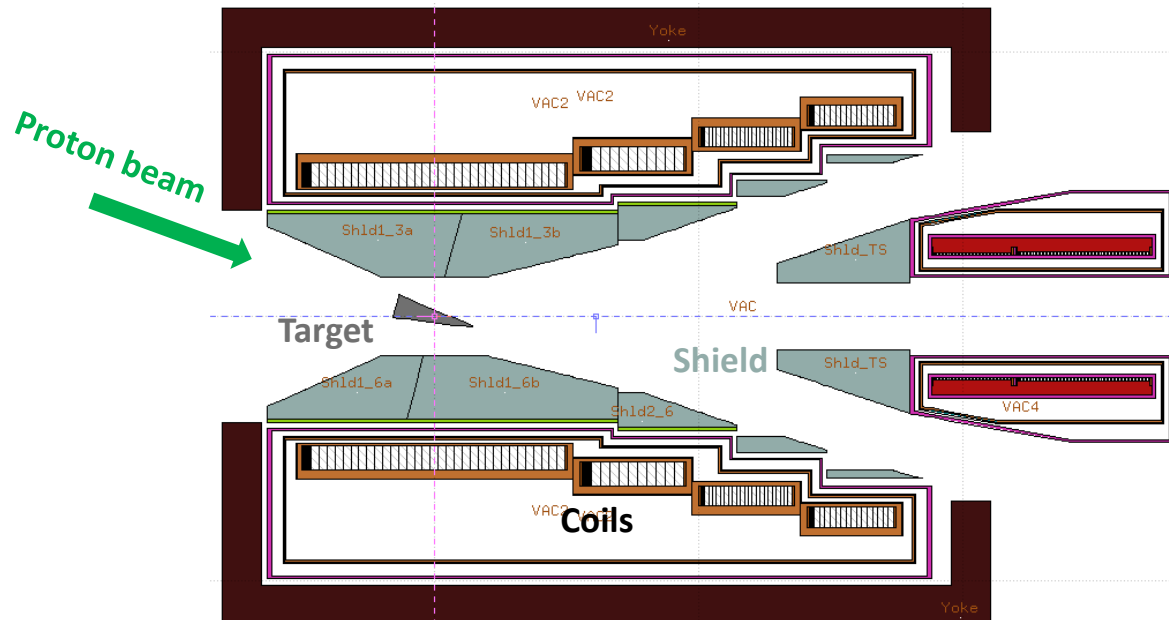 Yoke
VAC2 VAC2
Proton beam
Shld1_3a
Shld1_3b
Shld_TS
VAC
Target
Shield
Shld_TS
Shld1_6a
Shld1_6b
VAC4
Shld2_6
VAC2
Coils
Yoke